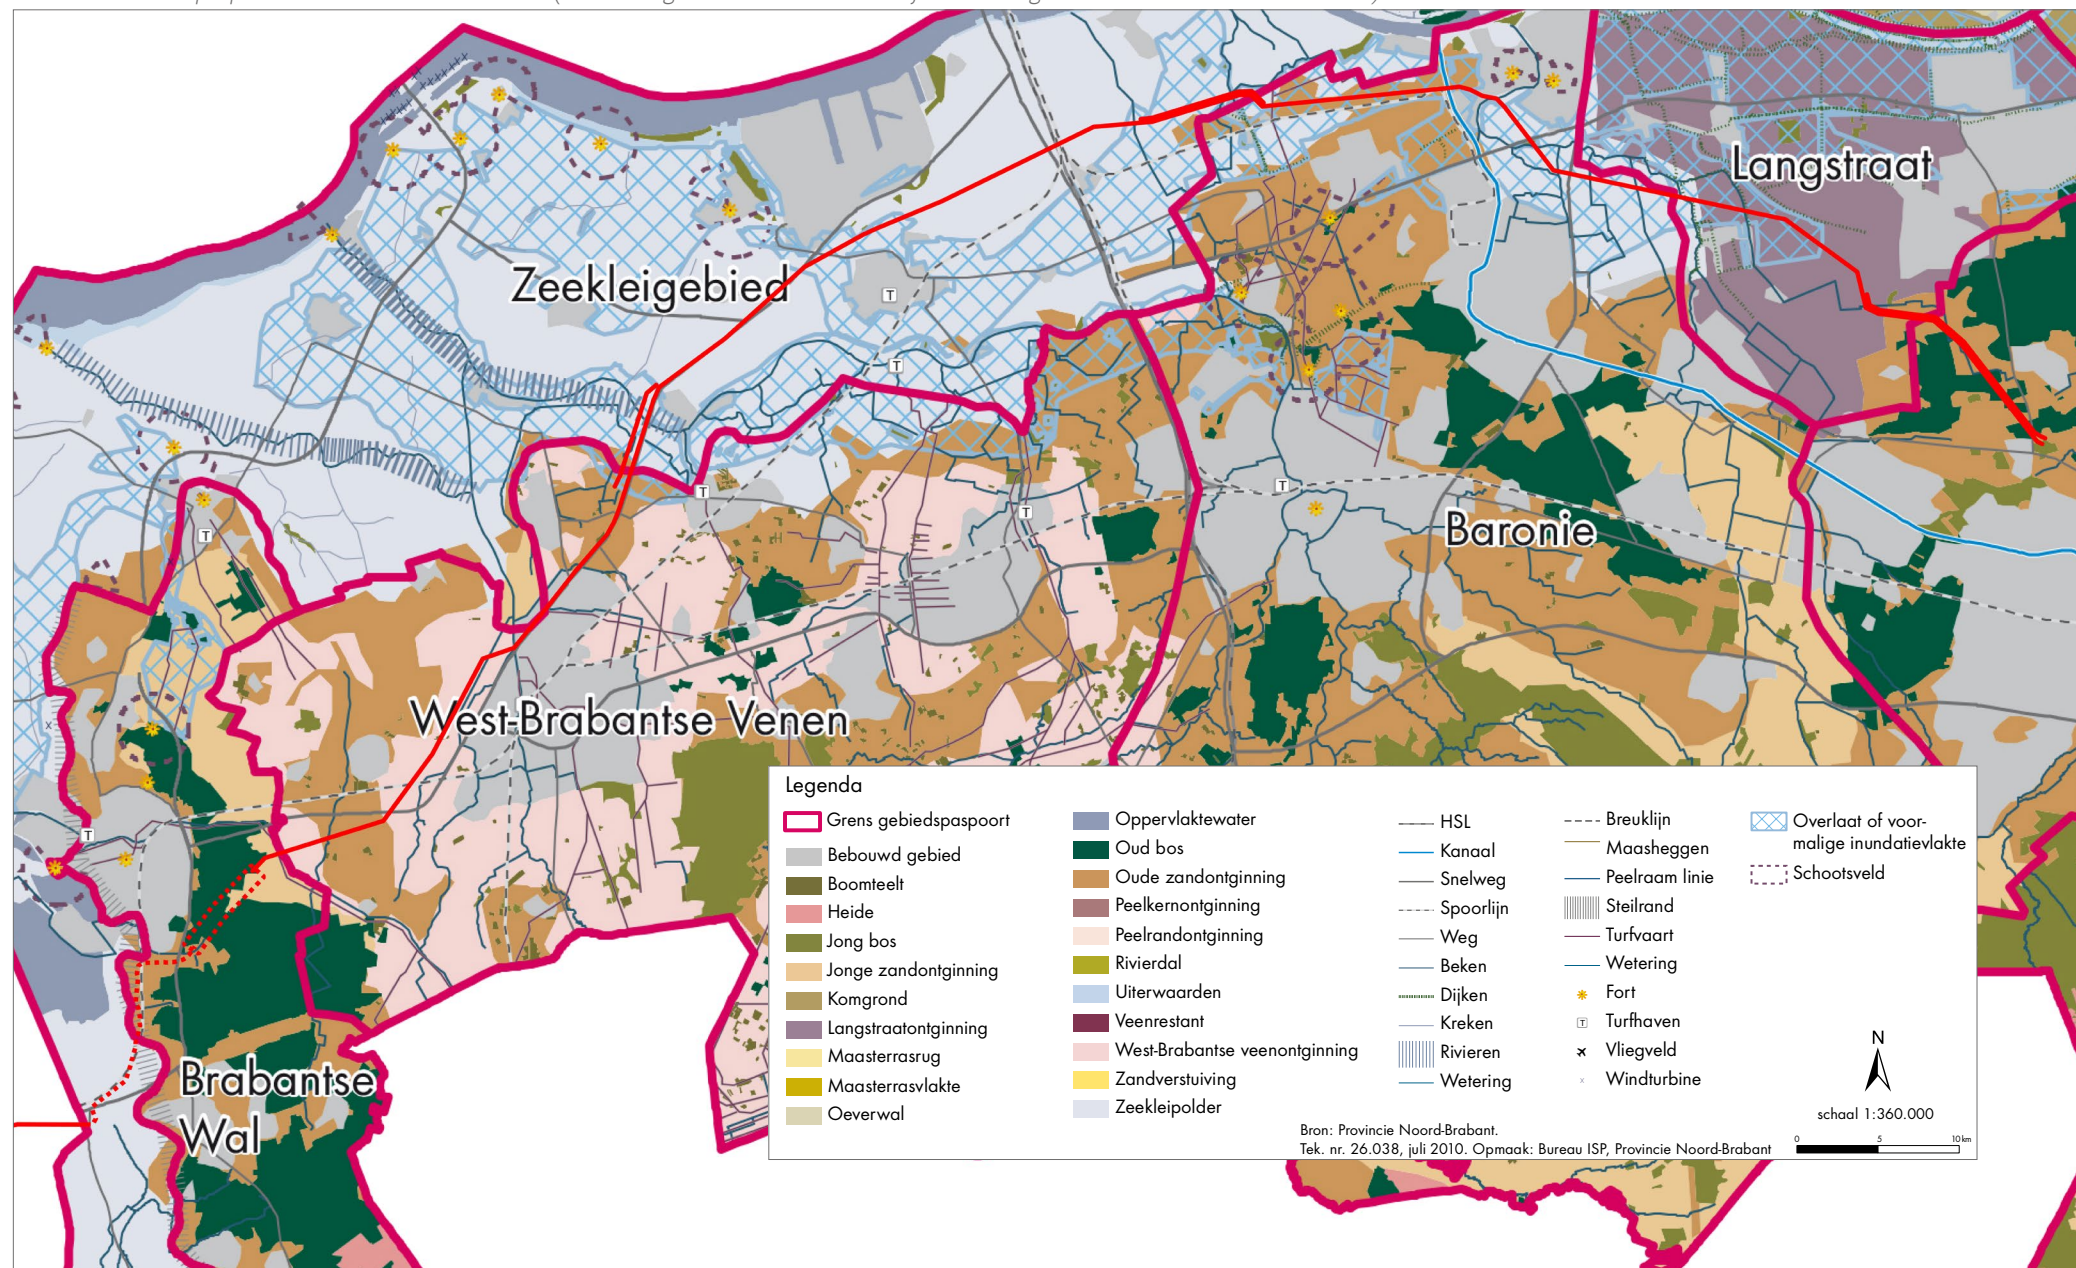 Langstraat
Zeekleigebied
Baronie
West-Brabantse Venen
Brabantse
Wal
T
T
T
T
T
T
T
Legenda
Grens gebiedspaspoort
Bebouwd gebied
Boomteelt
Heide
Jong bos
Jonge zandontginning
Komgrond
Langstraatontginning
Maasterrasrug
Maasterrasvlakte
Oeverwal
Oppervlaktewater
Oud bos
Oude zandontginning
Peelkernontginning
Peelrandontginning
Rivierdal
Uiterwaarden
Veenrestant
West-Brabantse veenontginning
Zandverstuiving
Zeekleipolder
HSL
Kanaal
Snelweg
Spoorlijn
Weg
Beken
Dijken
Kreken
Rivieren
Wetering
Breuklijn
Maasheggen
Peelraam linie
Steilrand
Turfvaart
Wetering
Fort
T Turfhaven
Vliegveld
Windturbine
Overlaat of voor-
malige inundatievlakte
Schootsveld
N
schaal 1:360.000
0 5 10 km
Bron: Provincie Noord-Brabant.
Tek. nr. 26.038, juli 2010. Opmaak: Bureau ISP, Provincie Noord-Brabant